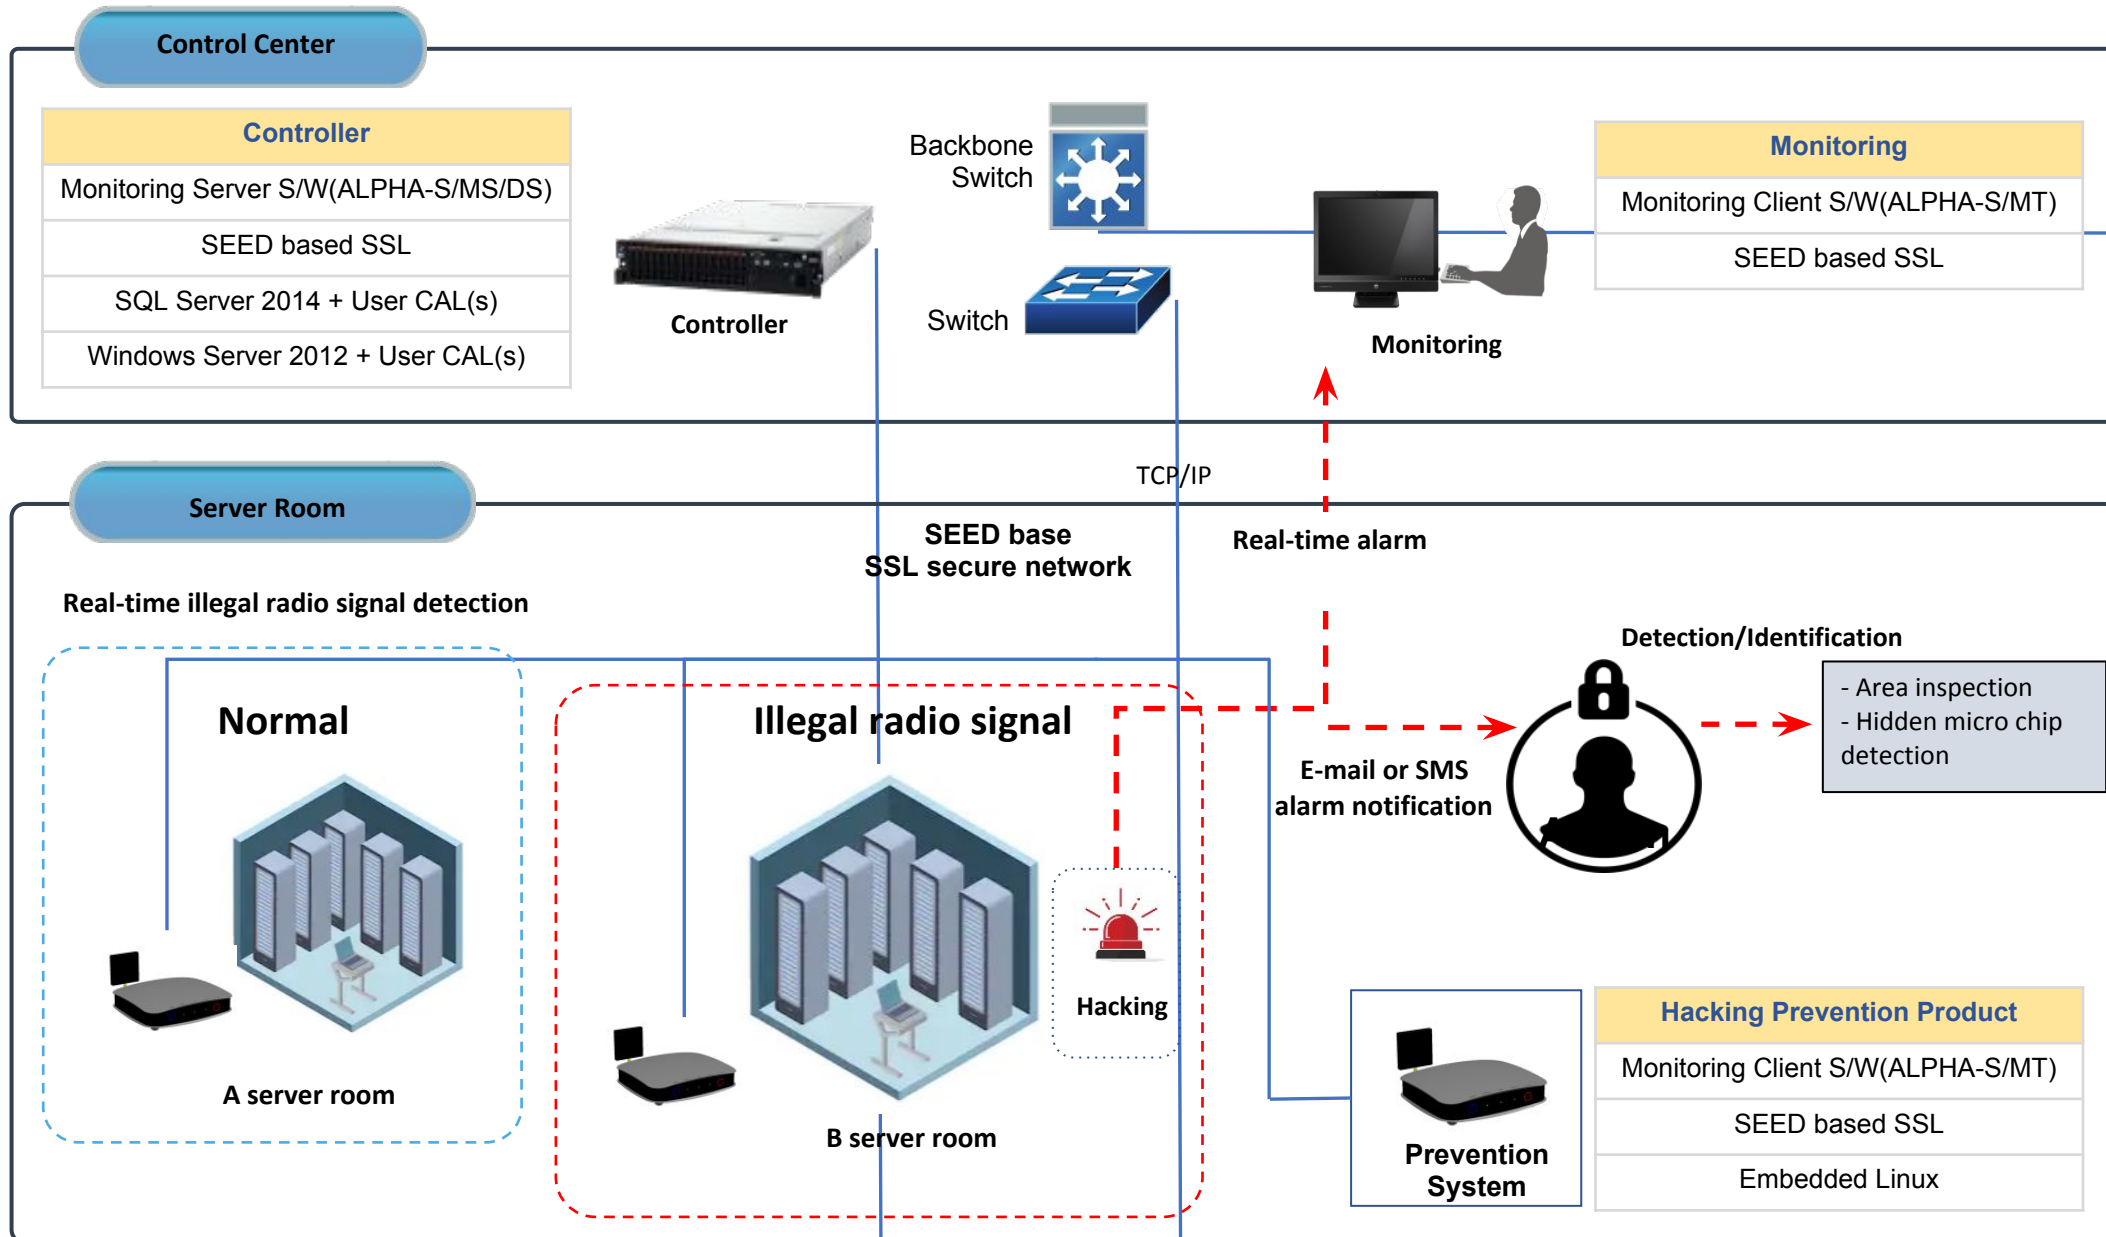 Control Center
Controller
Monitoring Server S/W(ALPHA-S/MS/DS)
SEED based SSL
SQL Server 2014 + User CAL(s)
Windows Server 2012 + User CAL(s)
Controller
Backbone
Switch
Switch
Monitoring
Monitoring
Monitoring Client S/W(ALPHA-S/MT)
SEED based SSL
TCP/IP
Server Room
SEED base
SSL secure network
Real-time alarm
Real-time illegal radio signal detection
Detection/Identification
- Area inspection
- Hidden micro chip
detection
Normal
Illegal radio signal
E-mail or SMS
alarm notification
Hacking
A server room
B server room
Prevention
System
Hacking Prevention Product
Monitoring Client S/W(ALPHA-S/MT)
SEED based SSL
Embedded Linux